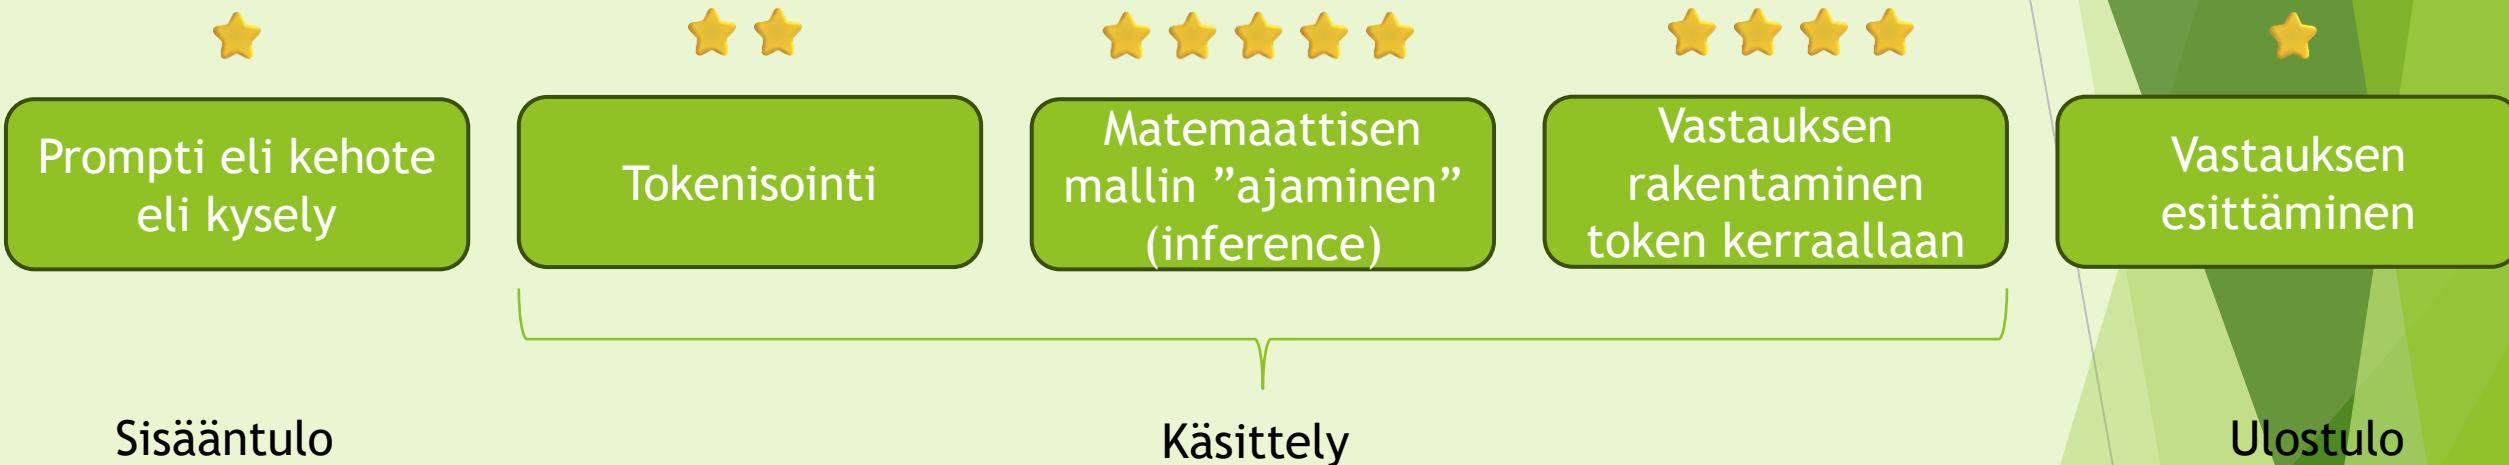 Prompti eli kehote
eli kysely
Tokenisointi
Matemaattisen
mallin ”ajaminen”
(inference)
Vastauksen
rakentaminen
token kerraallaan
Vastauksen
esittäminen
Sisääntulo
Käsittely
Ulostulo